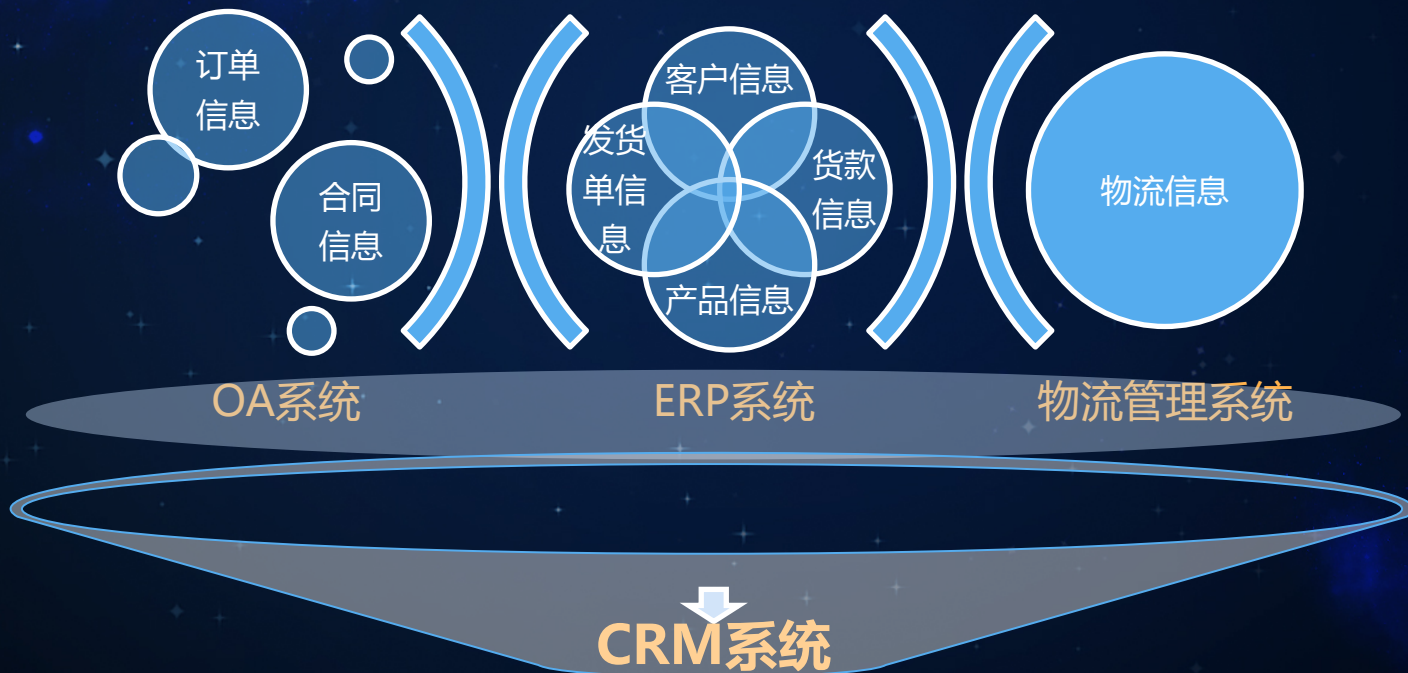 订单
信息
合同
信息
客户信息
发货
单信
息
货款
信息
产品信息
物流信息
OA系统
ERP系统
物流管理系统
CRM系统